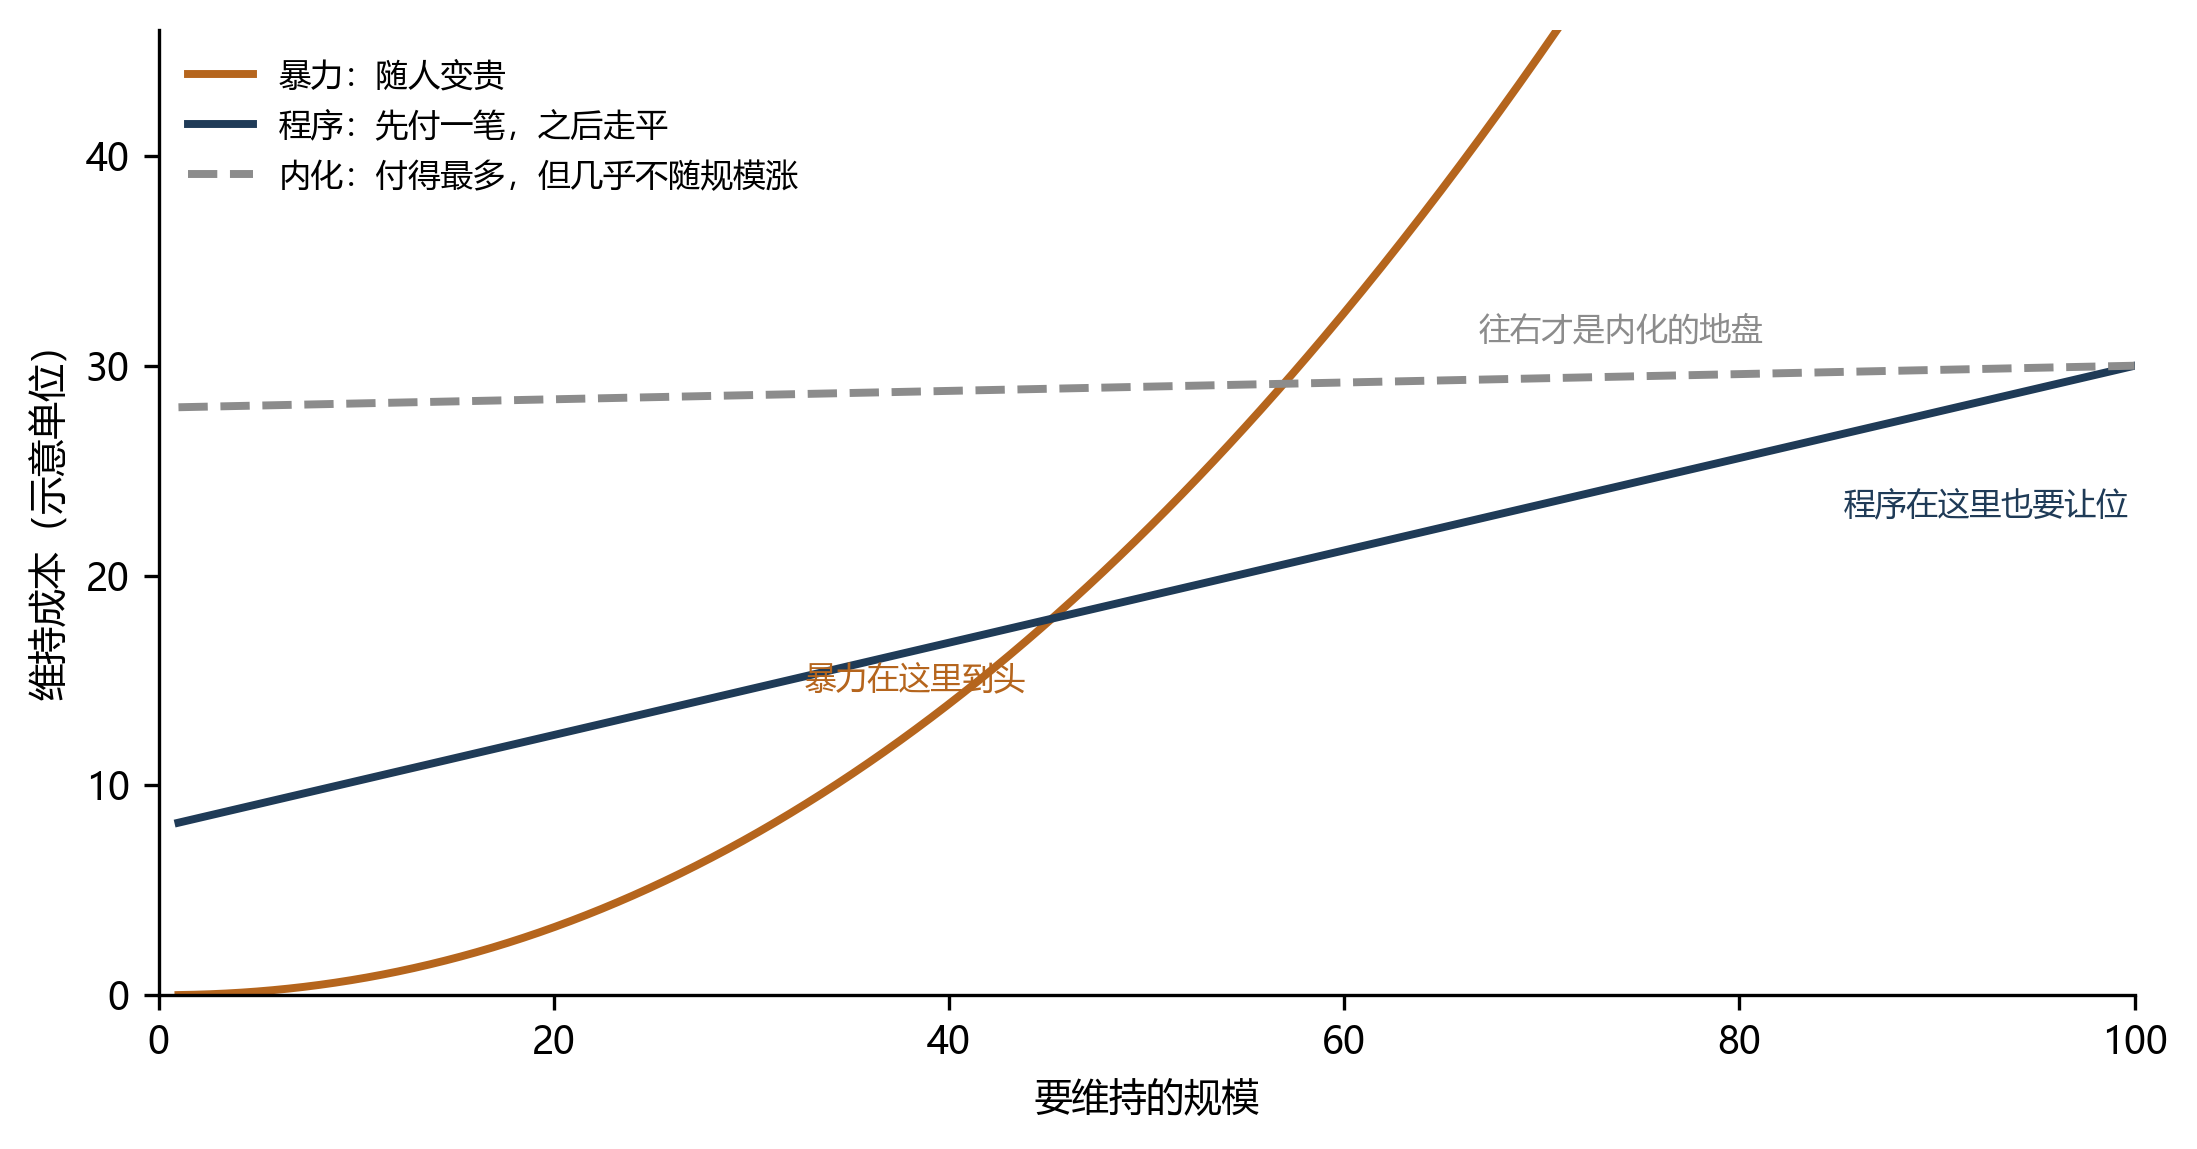 暴力：随人变贵
程序：先付一笔，之后走平
内化：付得最多，但几乎不随规模涨
40
30
20
10
0
维持成本（示意单位）
往右才是内化的地盘
程序在这里也要让位
暴力在这里到头
0
20
40
60
80
100
要维持的规模